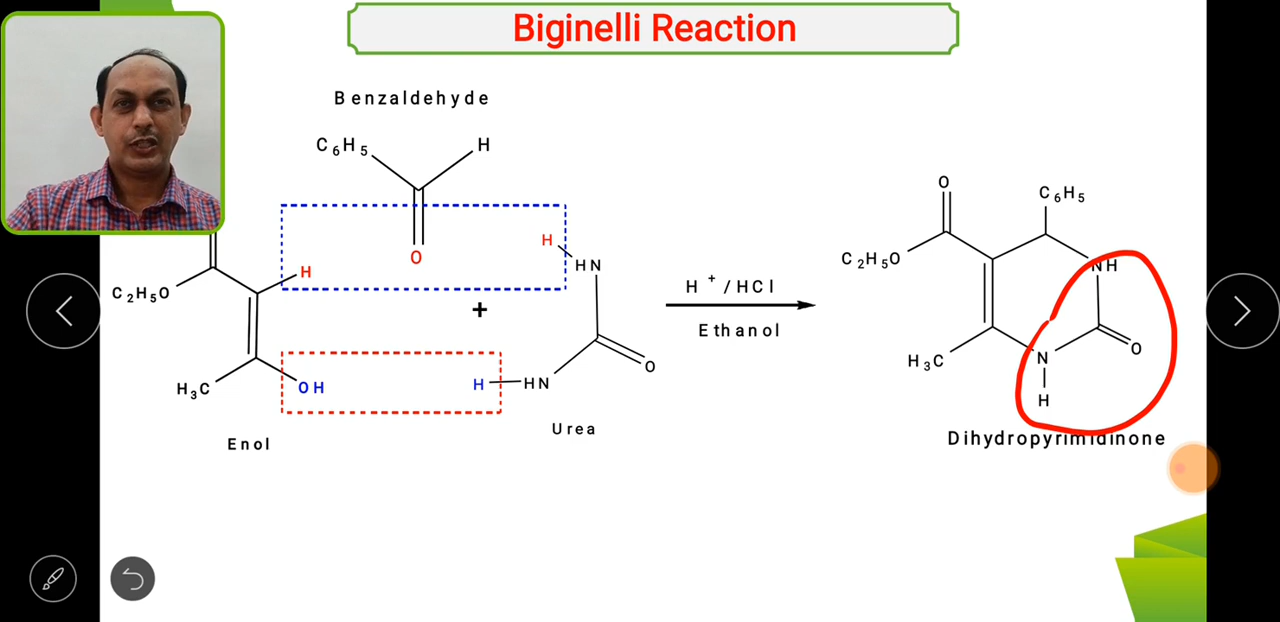 Biginelli Reaction
Benzaldehyde
C6H5
H
O
H
HN
H
C2H5O
+
H3C
OH
H
HN
O
Enol
Urea
H + / HCl
Ethanol
O
C6H5
C2H5O
NH
O
H3C
N
H
Dihydropyrimidinone